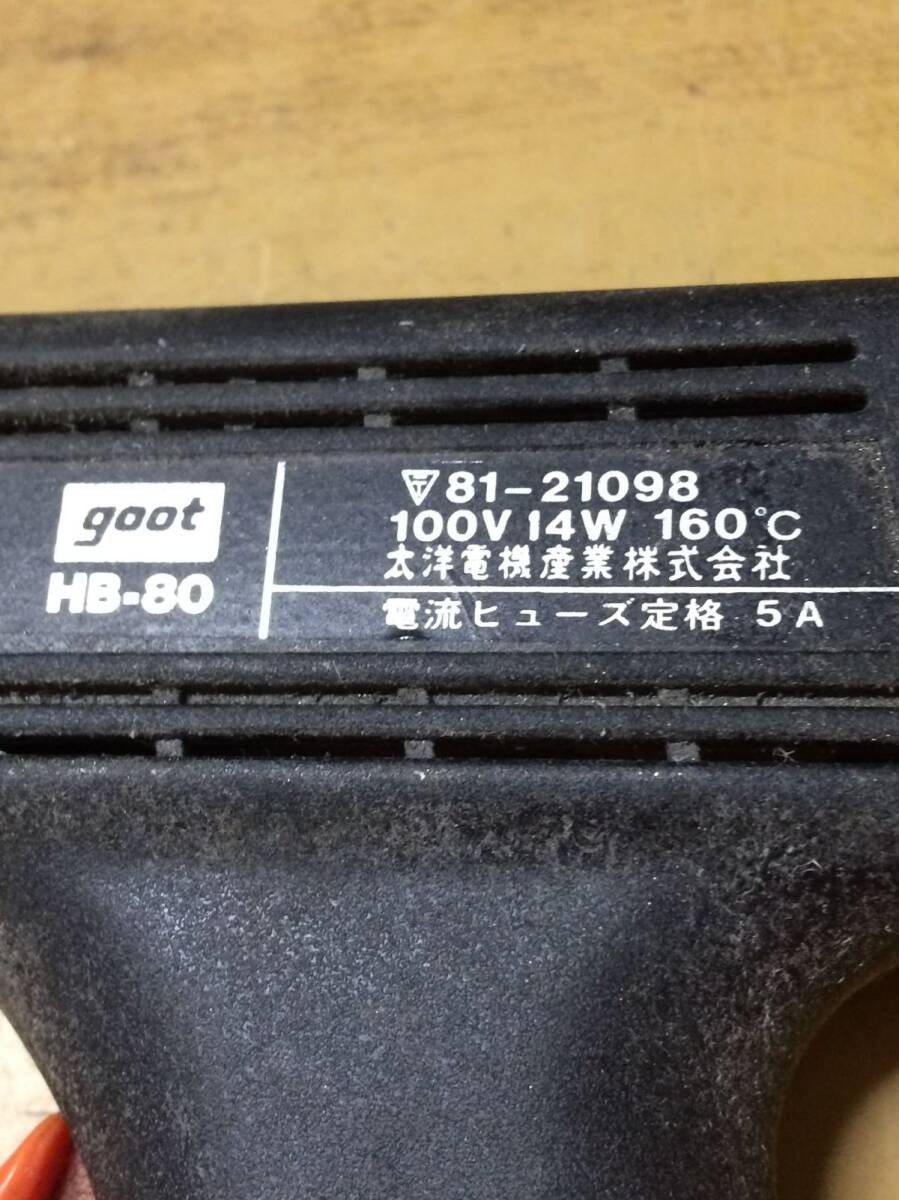 goot
HB-80
81-21098
100V 14W 160℃
太洋電機産業株式会社
電流ヒューズ定格 5A